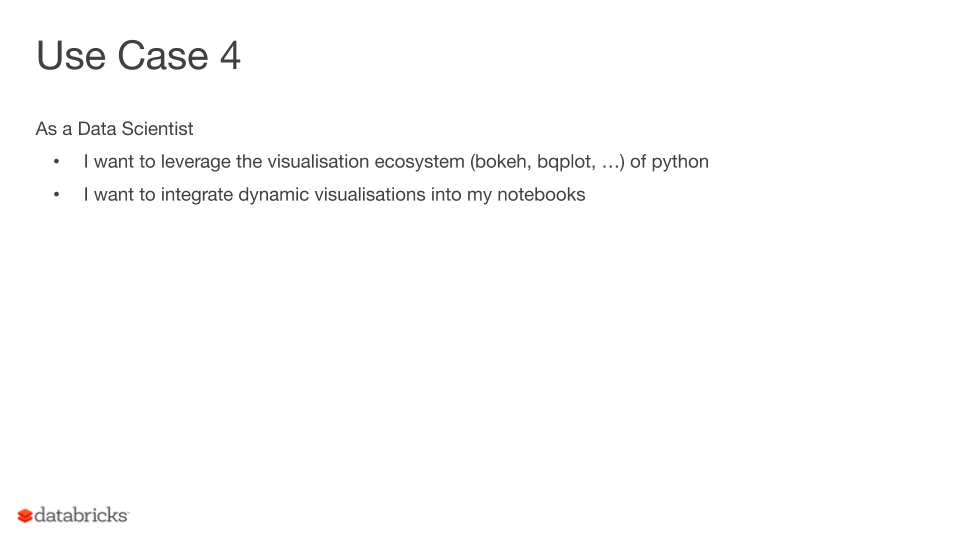 Use Case 4
As a Data Scientist
• I want to leverage the visualisation ecosystem (bokeh, bqplot, …) of python
• I want to integrate dynamic visualisations into my notebooks
databricks